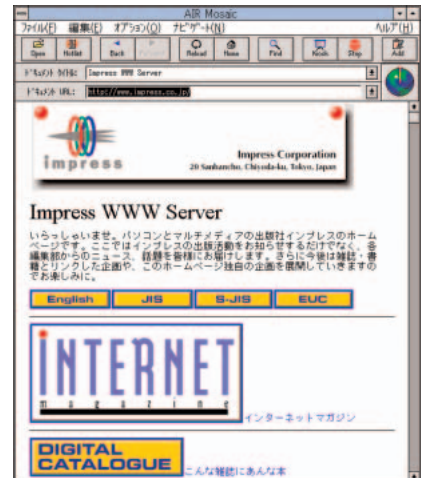 AIR Mosaic
ファイル(F) 編集(E) オプション(O) ナビゲート(N) ヘルプ(H)
Open Hotlist Back Reload Home Find Kiosk Stop Add
ドキュメント タイトル: Impress WWW Server
ドキュメント URL: http://www.impress.co.jp/
impress
Impress Corporation
20 Sanbancho, Chiyoda-ku, Tokyo, Japan
Impress WWW Server
いらっしゃいませ。パソコンとマルチメディアの出版社インプレスのホーム
ページです。ここではインプレスの出版活動をお知らせするだけでなく、各
編集部からのニュース、話題を皆様にお届けします。さらに今後は雑誌・書
籍とリンクした企画や、このホームページ独自の企画を展開していきますの
でお楽しみに。
English JIS S-JIS EUC
INTERNET
magazine
インターネットマガジン
DIGITAL
CATALOGUE
こんな雑誌にあんな本